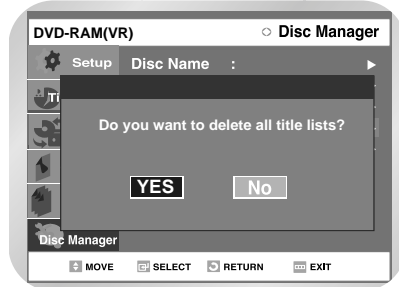 DVD-RAM(VR) Disc Manager
Setup Disc Name : 
Ti
Do you want to delete all title lists?
YES No
Disc Manager
MOVE SELECT RETURN EXIT